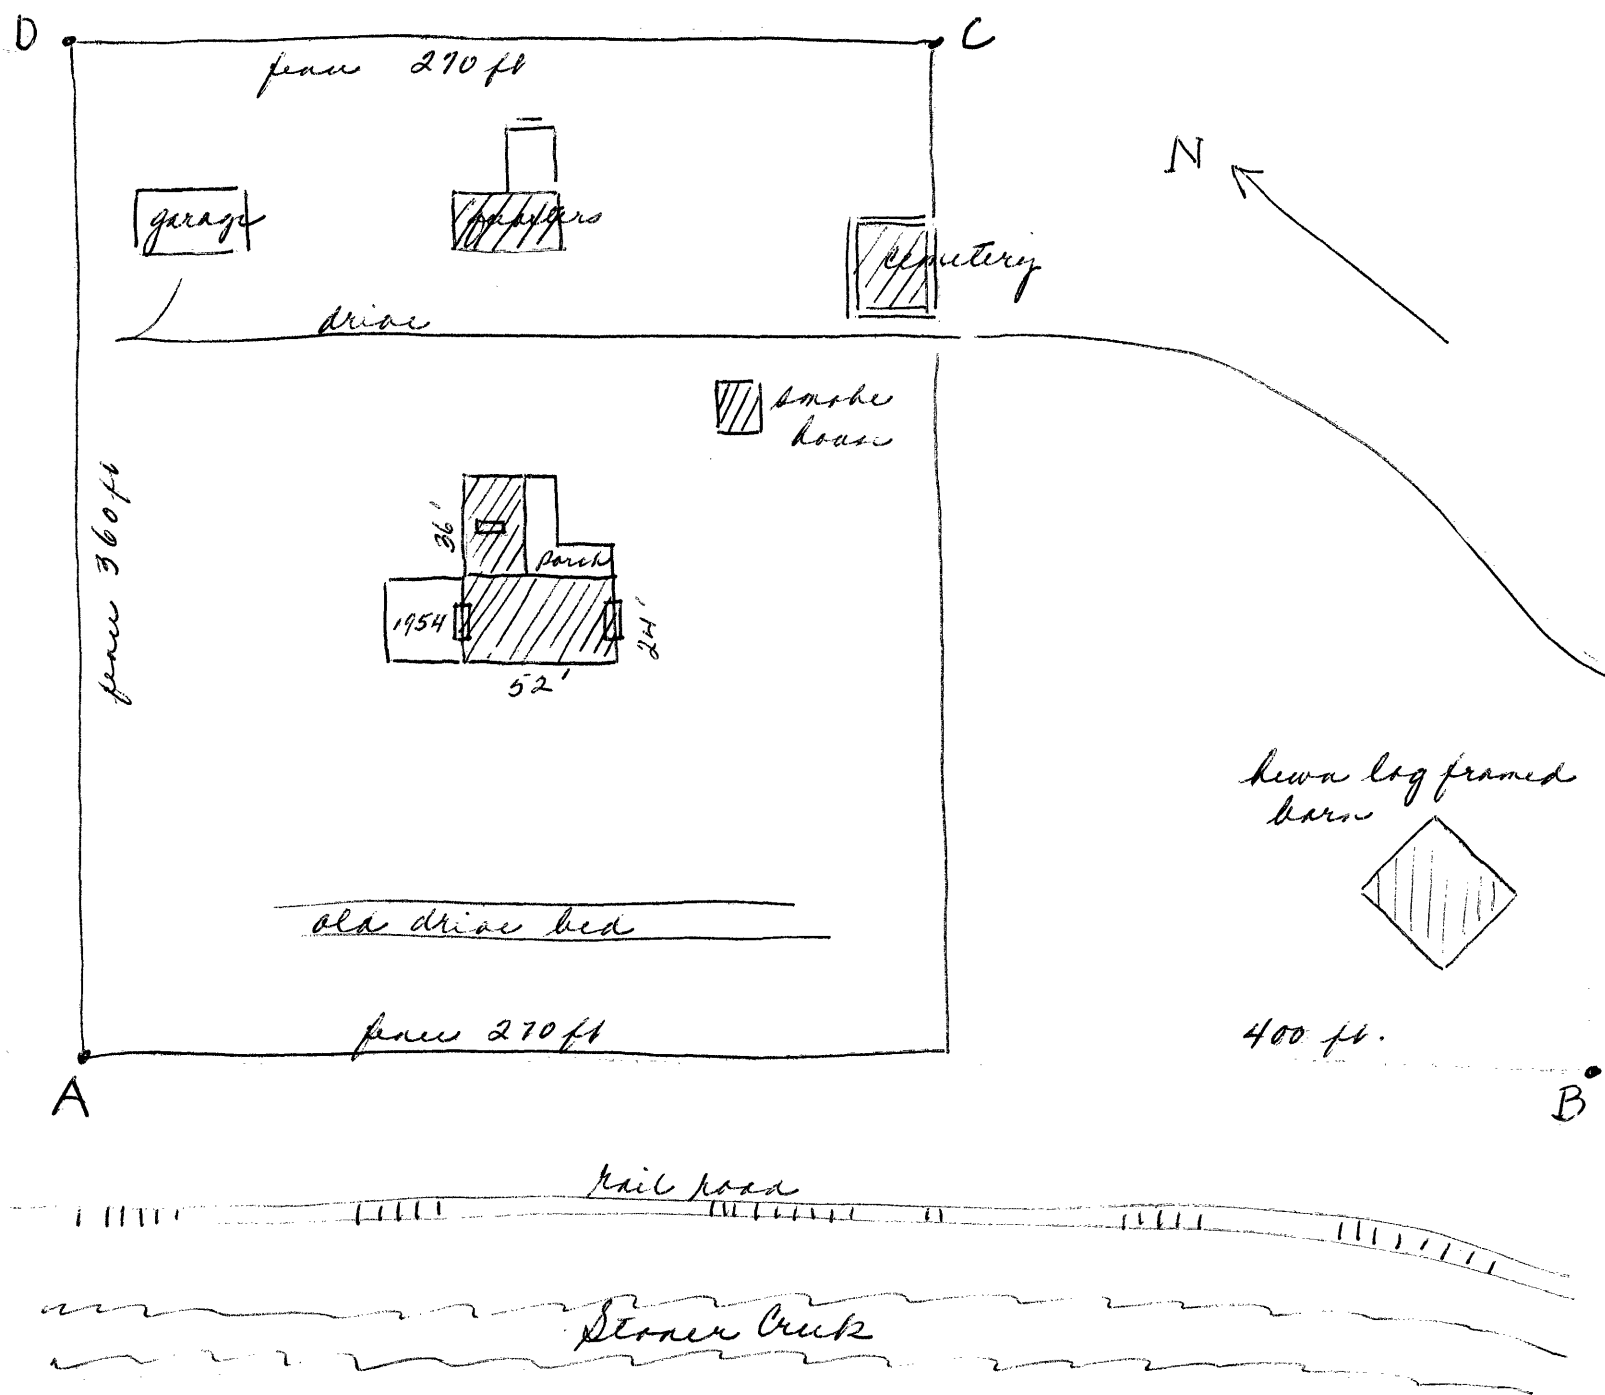 D
C
fence 270 ft
N
garage
quarters
cemetery
drive
smoke
house
fence 360 ft
36'
porch
1954
24'
52'
hewn log framed
barn
old drive bed
fence 270 ft
400 ft.
A
B
rail road
Stoner Creek